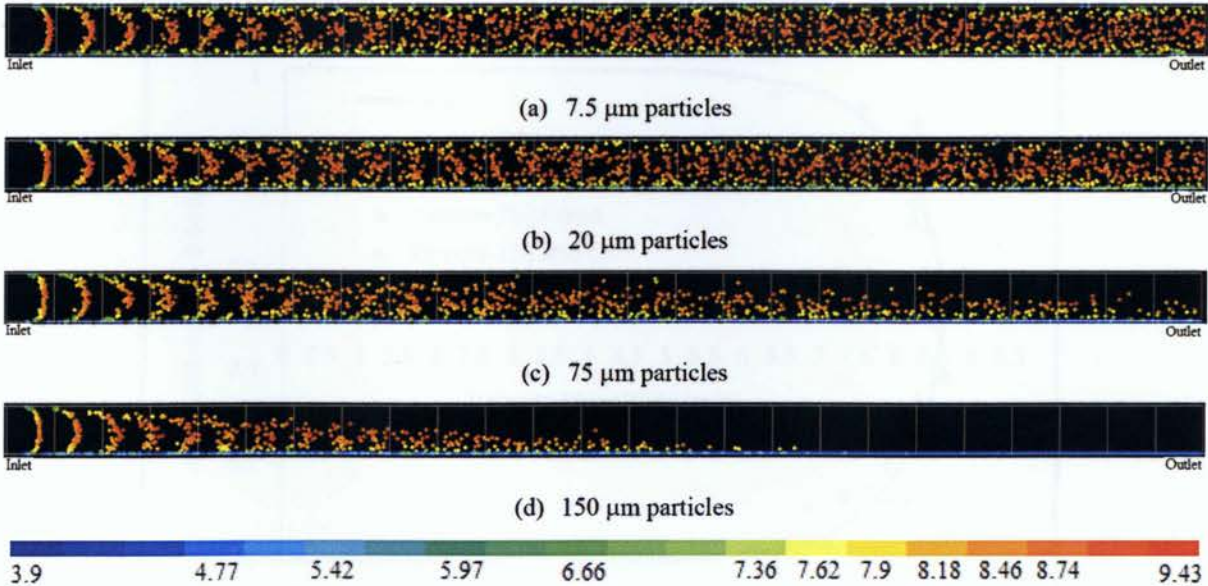 Inlet Outlet
(a) 7.5 µm particles
Inlet Outlet
(b) 20 µm particles
Inlet Outlet
(c) 75 µm particles
Inlet Outlet
(d) 150 µm particles
3.9 4.77 5.42 5.97 6.66 7.36 7.62 7.9 8.18 8.46 8.74 9.43